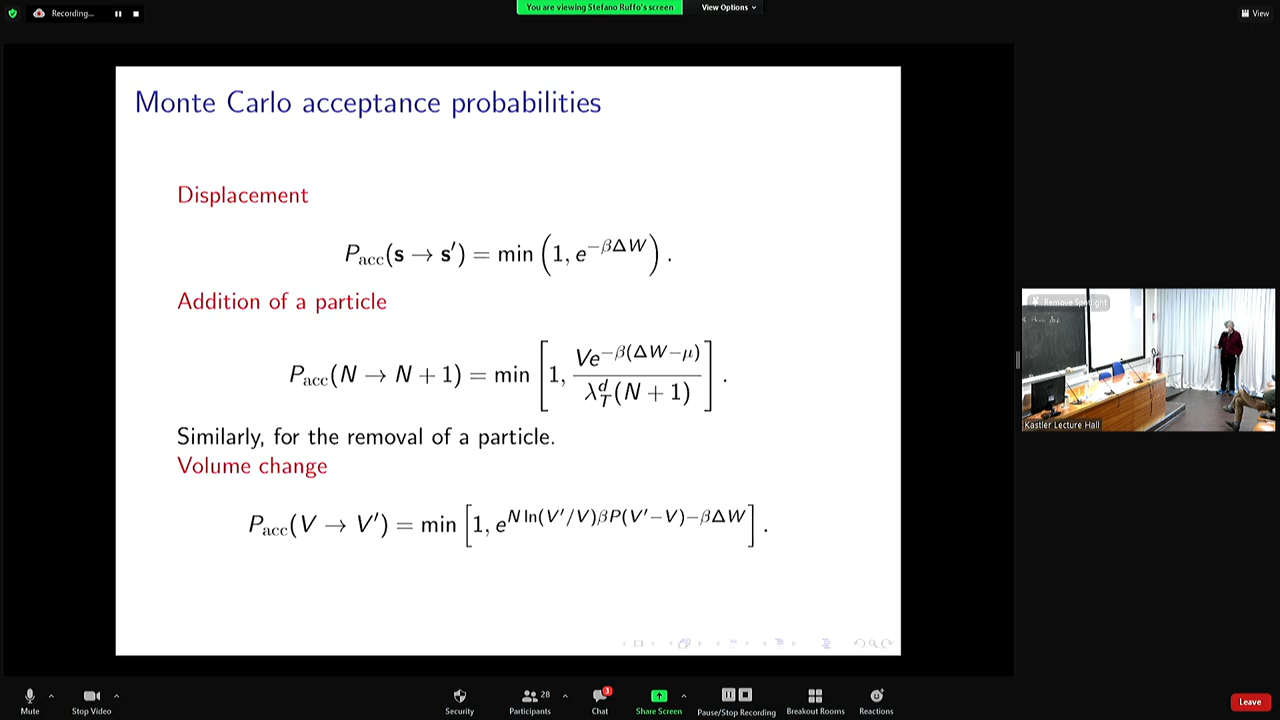 Recording...
You are viewing Stefano Ruffo's screen
View Options
View
Monte Carlo acceptance probabilities
Displacement
P_acc(s → s′) = min (1, e^{−βΔW}) .
Addition of a particle
P_acc(N → N + 1) = min [1, Ve^{−β(ΔW−μ)} / λ_T^d(N + 1)] .
Similarly, for the removal of a particle.
Volume change
P_acc(V → V′) = min [1, e^{N ln(V′/V)βP(V′−V)−βΔW}] .
Remove Spotlight
Kastler Lecture Hall
Mute
Stop Video
Security
28
Participants
3
Chat
Share Screen
Pause/Stop Recording
Breakout Rooms
Reactions
Leave